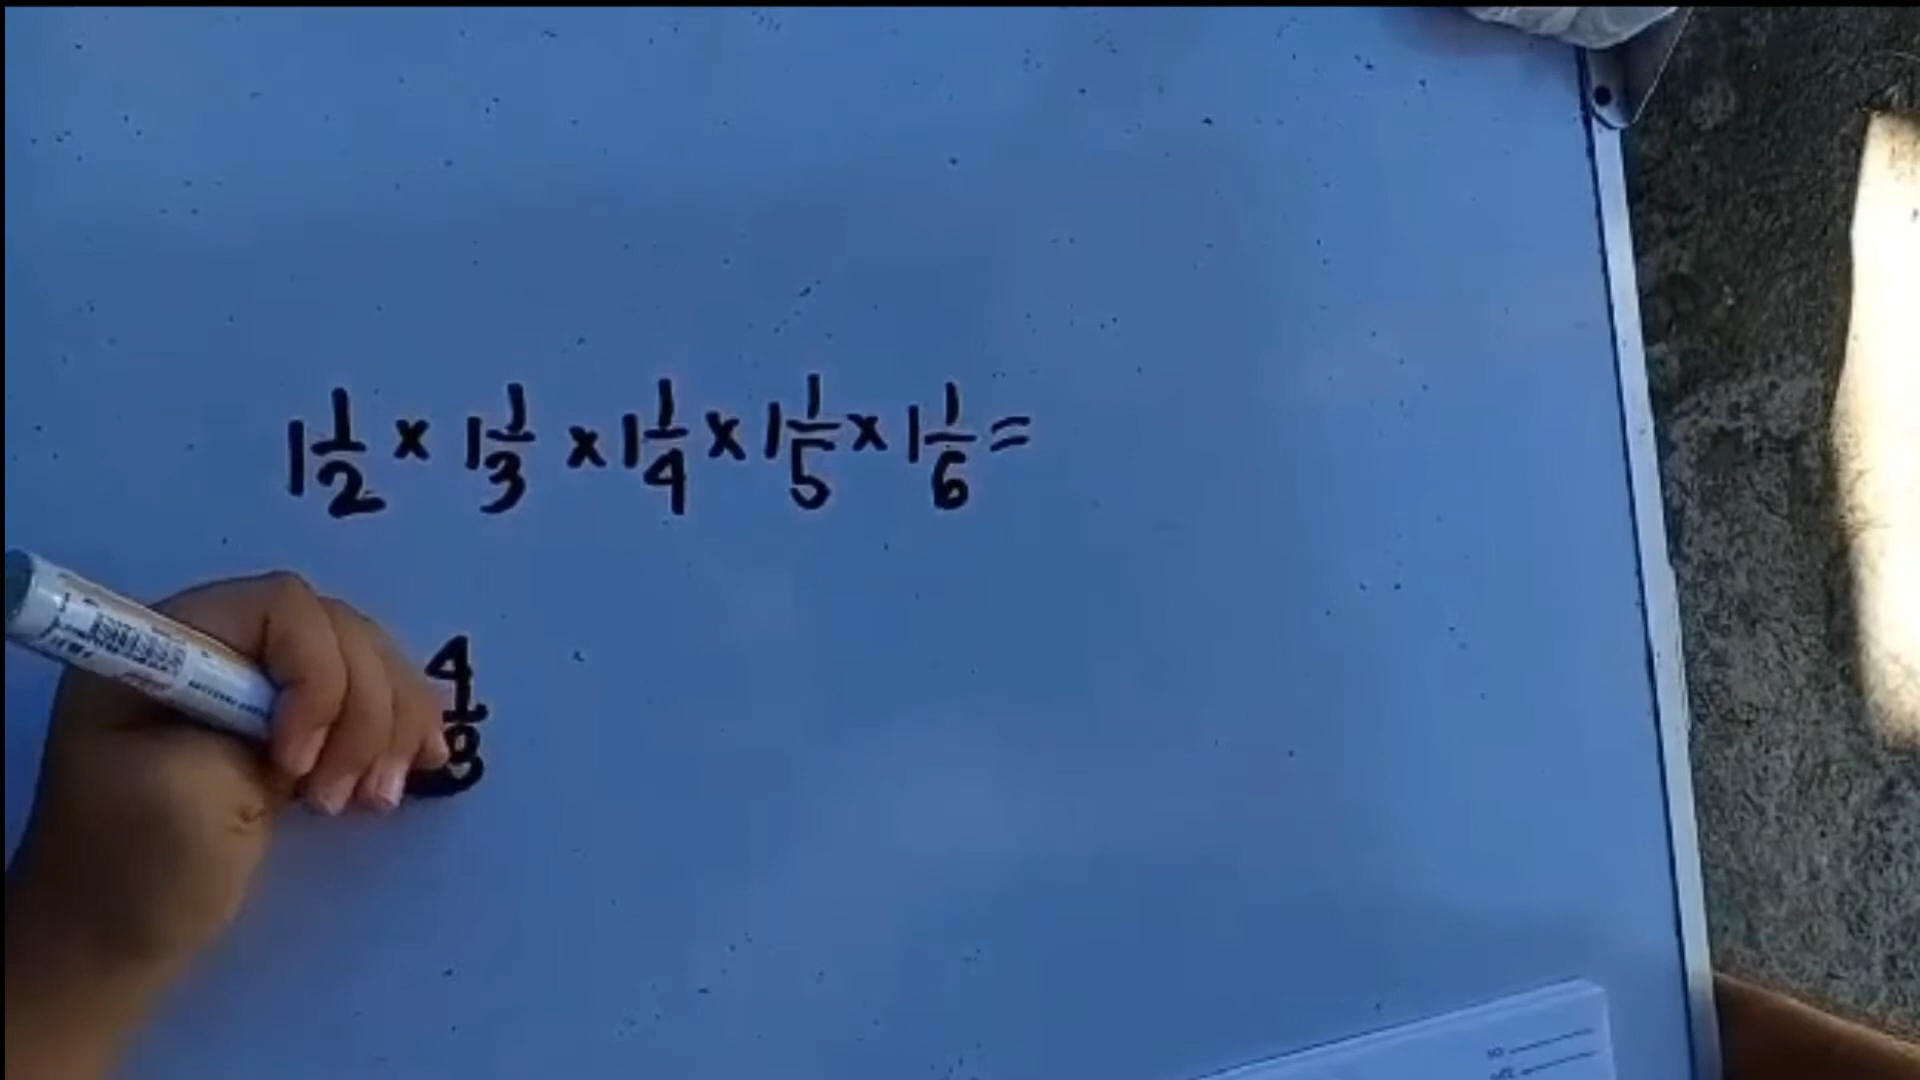 1 1/2 x 1 1/3 x 1 1/4 x 1 1/5 x 1 1/6 =
4/3